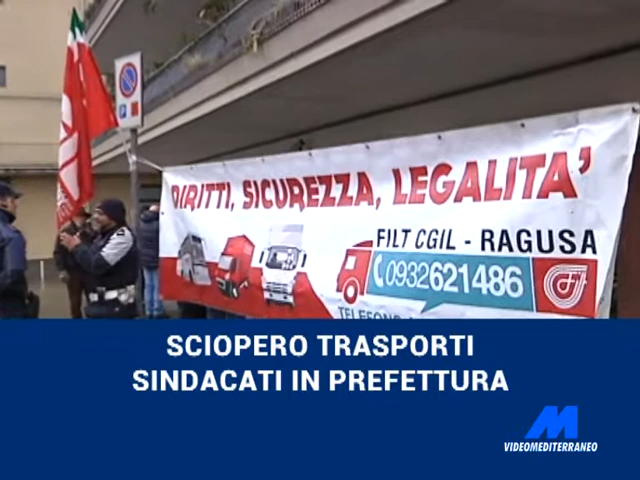 DIRITTI, SICUREZZA, LEGALITA'
FILT CGIL - RAGUSA
0932621486
SCIOPERO TRASPORTI
SINDACATI IN PREFETTURA
VIDEOMEDITERRANEO